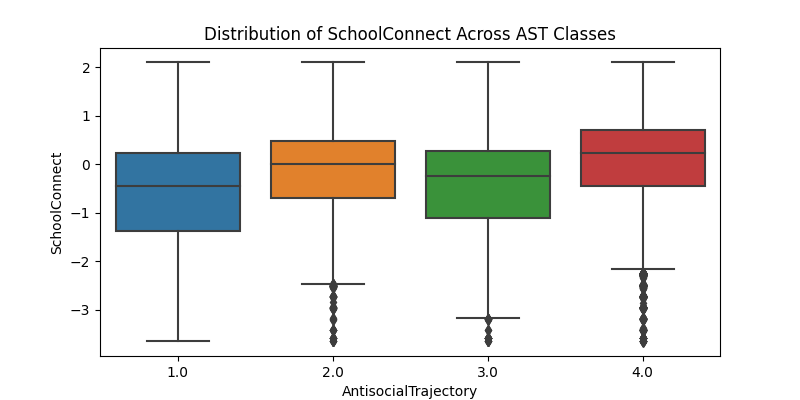 Distribution of SchoolConnect Across AST Classes
SchoolConnect
2
1
0
−1
−2
−3
1.0 2.0 3.0 4.0
AntisocialTrajectory